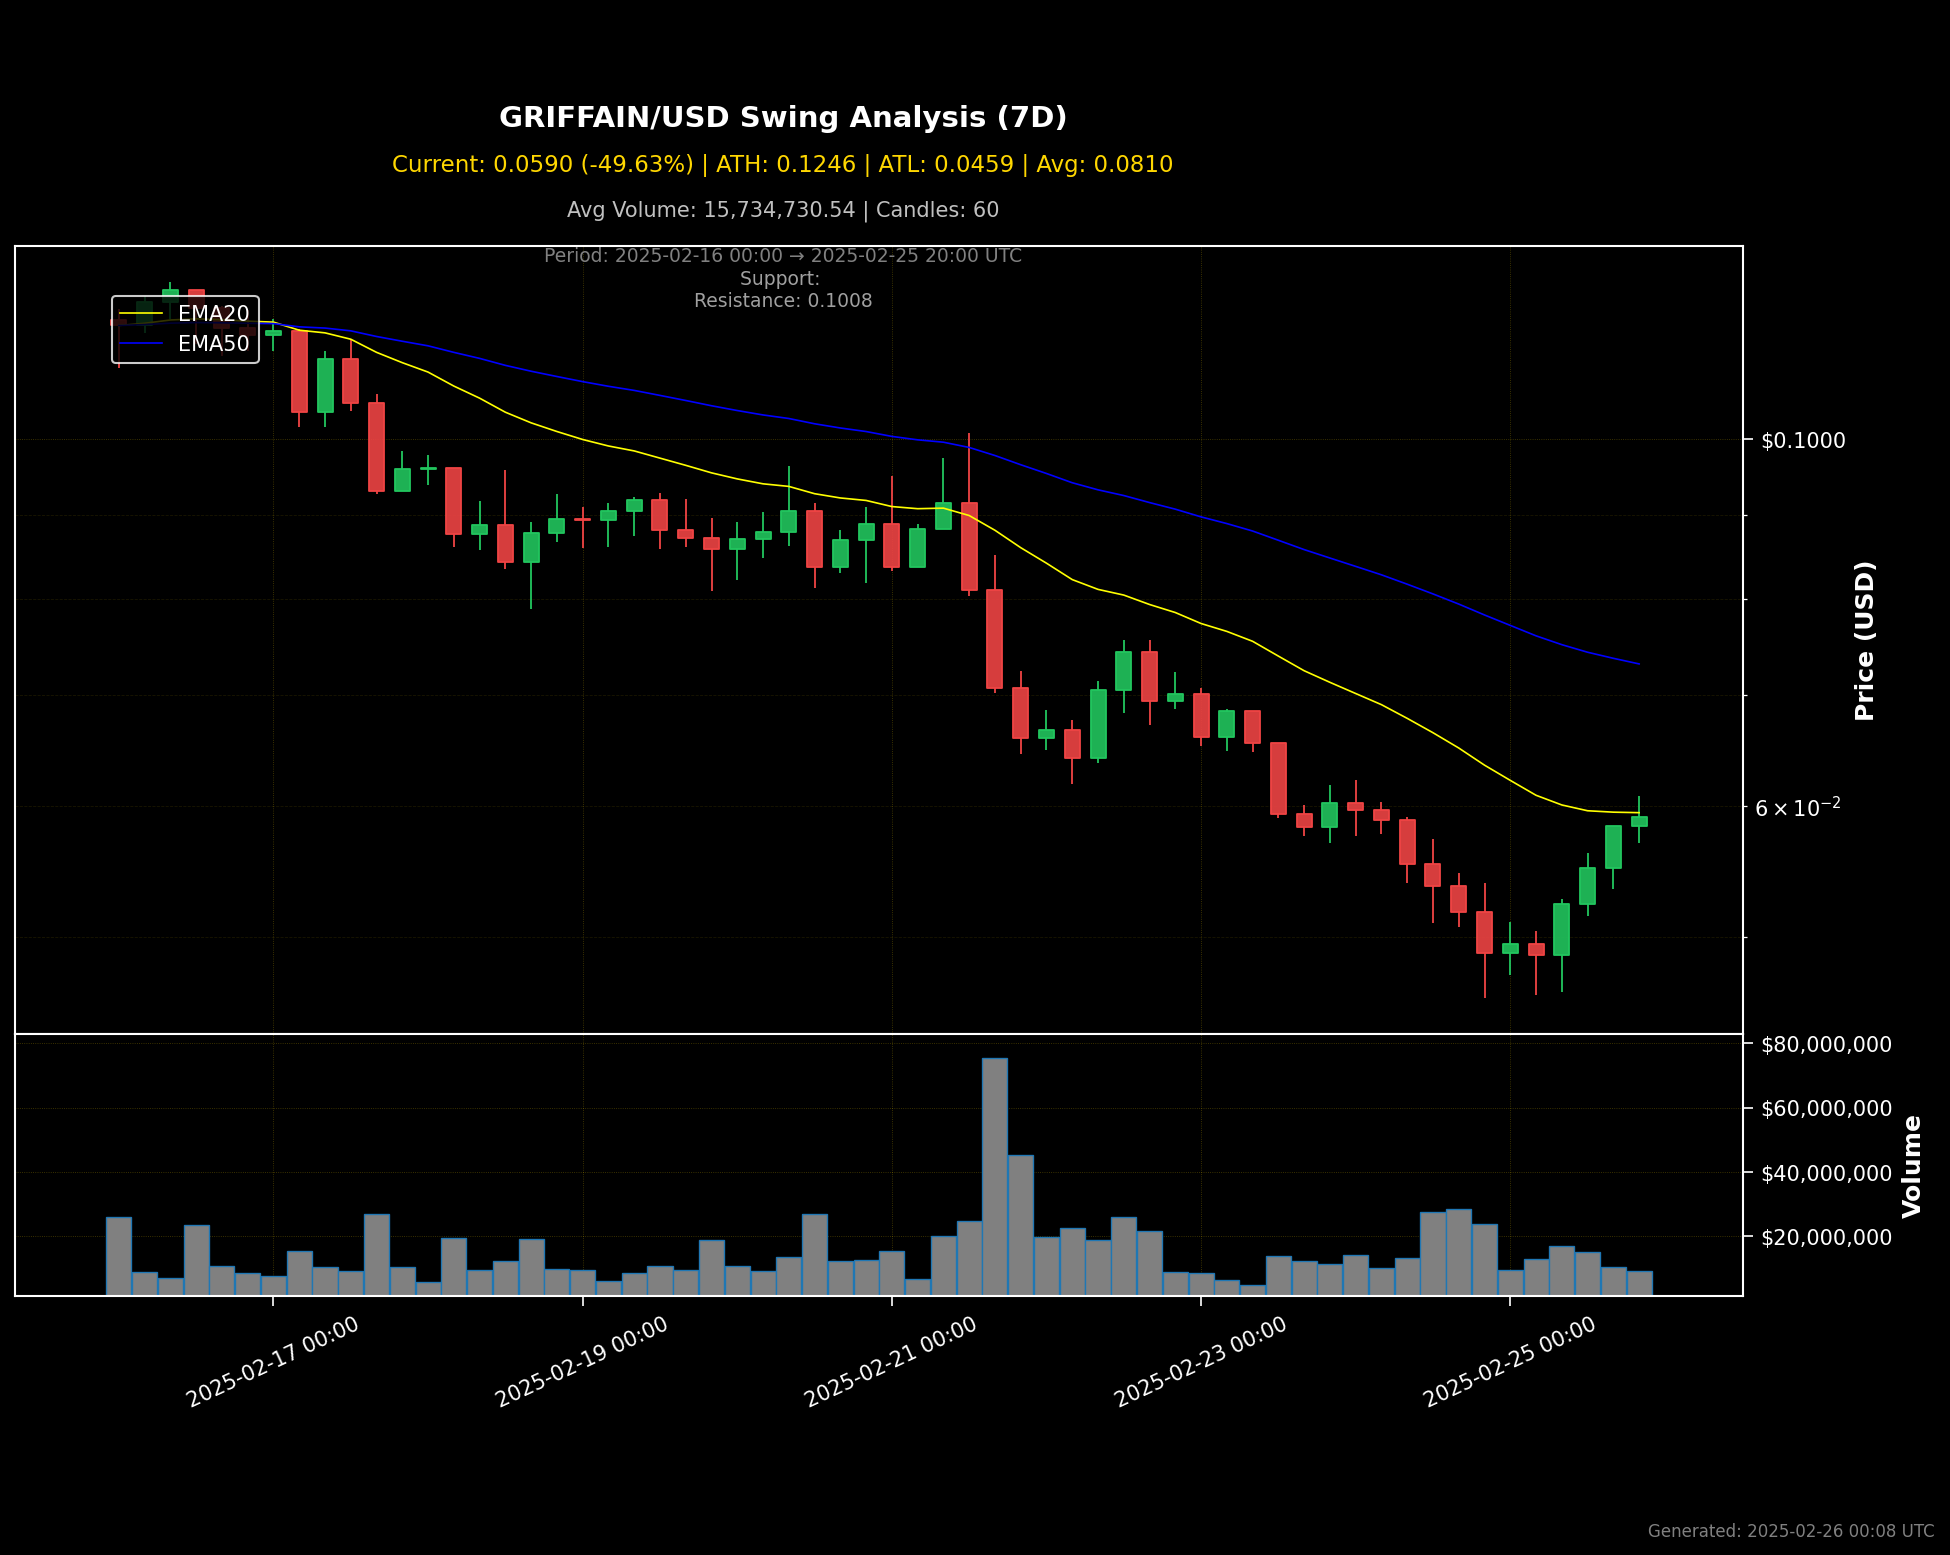 GRIFFAIN/USD Swing Analysis (7D)
Current: 0.0590 (-49.63%) | ATH: 0.1246 | ATL: 0.0459 | Avg: 0.0810
Avg Volume: 15,734,730.54 | Candles: 60
Period: 2025-02-16 00:00 → 2025-02-25 20:00 UTC
Support:
Resistance: 0.1008
EMA20
EMA50
$0.1000
6 × 10⁻²
Price (USD)
$80,000,000
$60,000,000
$40,000,000
$20,000,000
Volume
2025-02-17 00:00
2025-02-19 00:00
2025-02-21 00:00
2025-02-23 00:00
2025-02-25 00:00
Generated: 2025-02-26 00:08 UTC